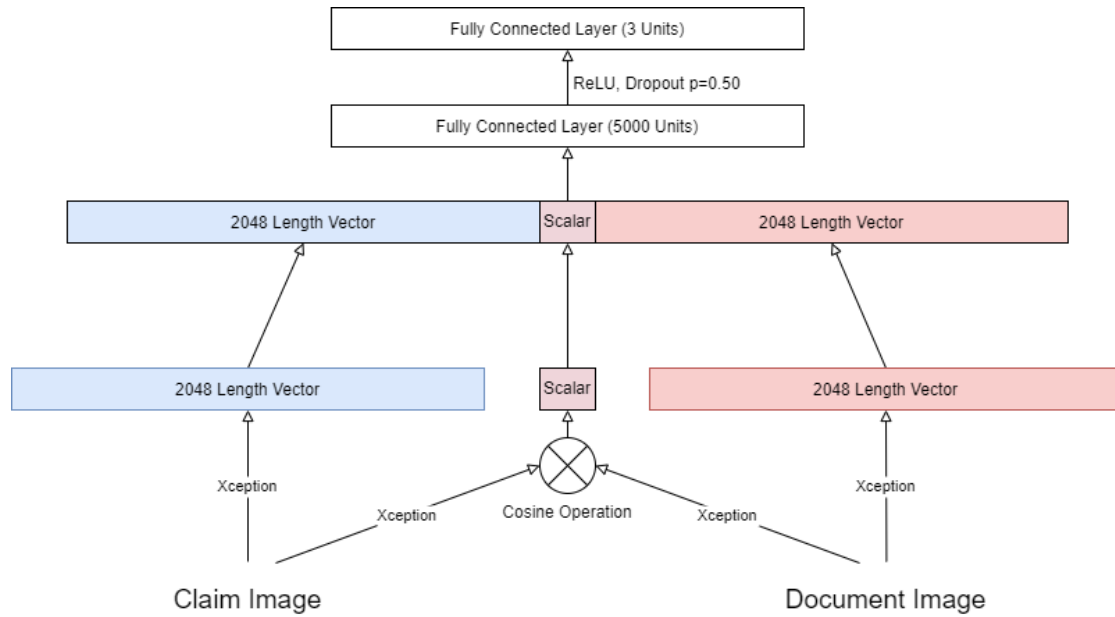 Fully Connected Layer (3 Units)
ReLU, Dropout p=0.50
Fully Connected Layer (5000 Units)
2048 Length Vector
Scalar
2048 Length Vector
2048 Length Vector
Scalar
2048 Length Vector
Xception
Xception
Cosine Operation
Xception
Xception
Claim Image
Document Image